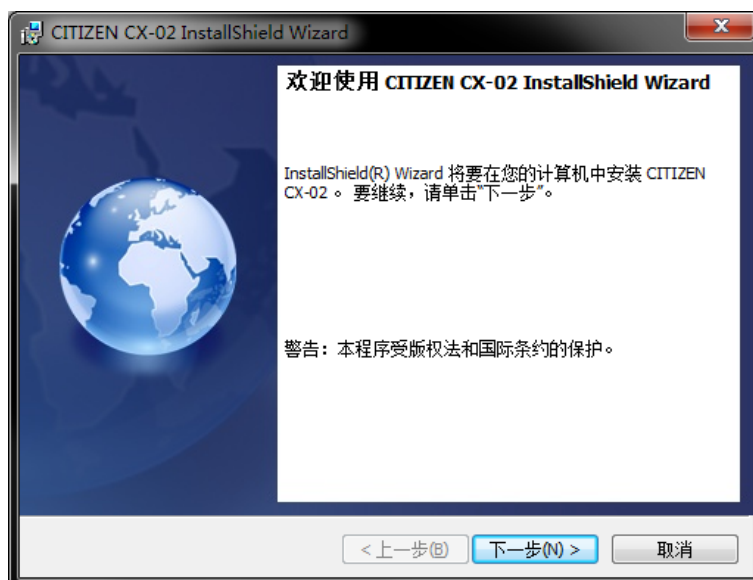 CITIZEN CX-02 InstallShield Wizard
欢迎使用 CITIZEN CX-02 InstallShield Wizard
InstallShield(R) Wizard 将要在您的计算机中安装 CITIZEN
CX-02 。 要继续，请单击“下一步”。
警告：本程序受版权法和国际条约的保护。
< 上一步(B)
下一步(N) >
取消